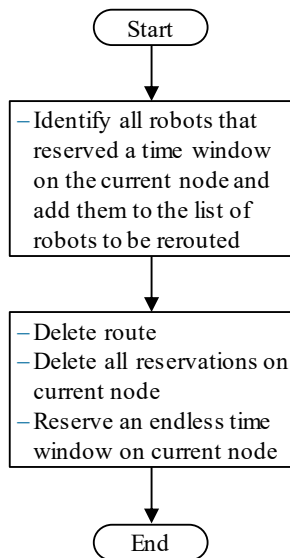 Start
– Identify all robots that
reserved a time window
on the current node and
add them to the list of
robots to be rerouted
– Delete route
– Delete all reservations on
current node
– Reserve an endless time
window on current node
End